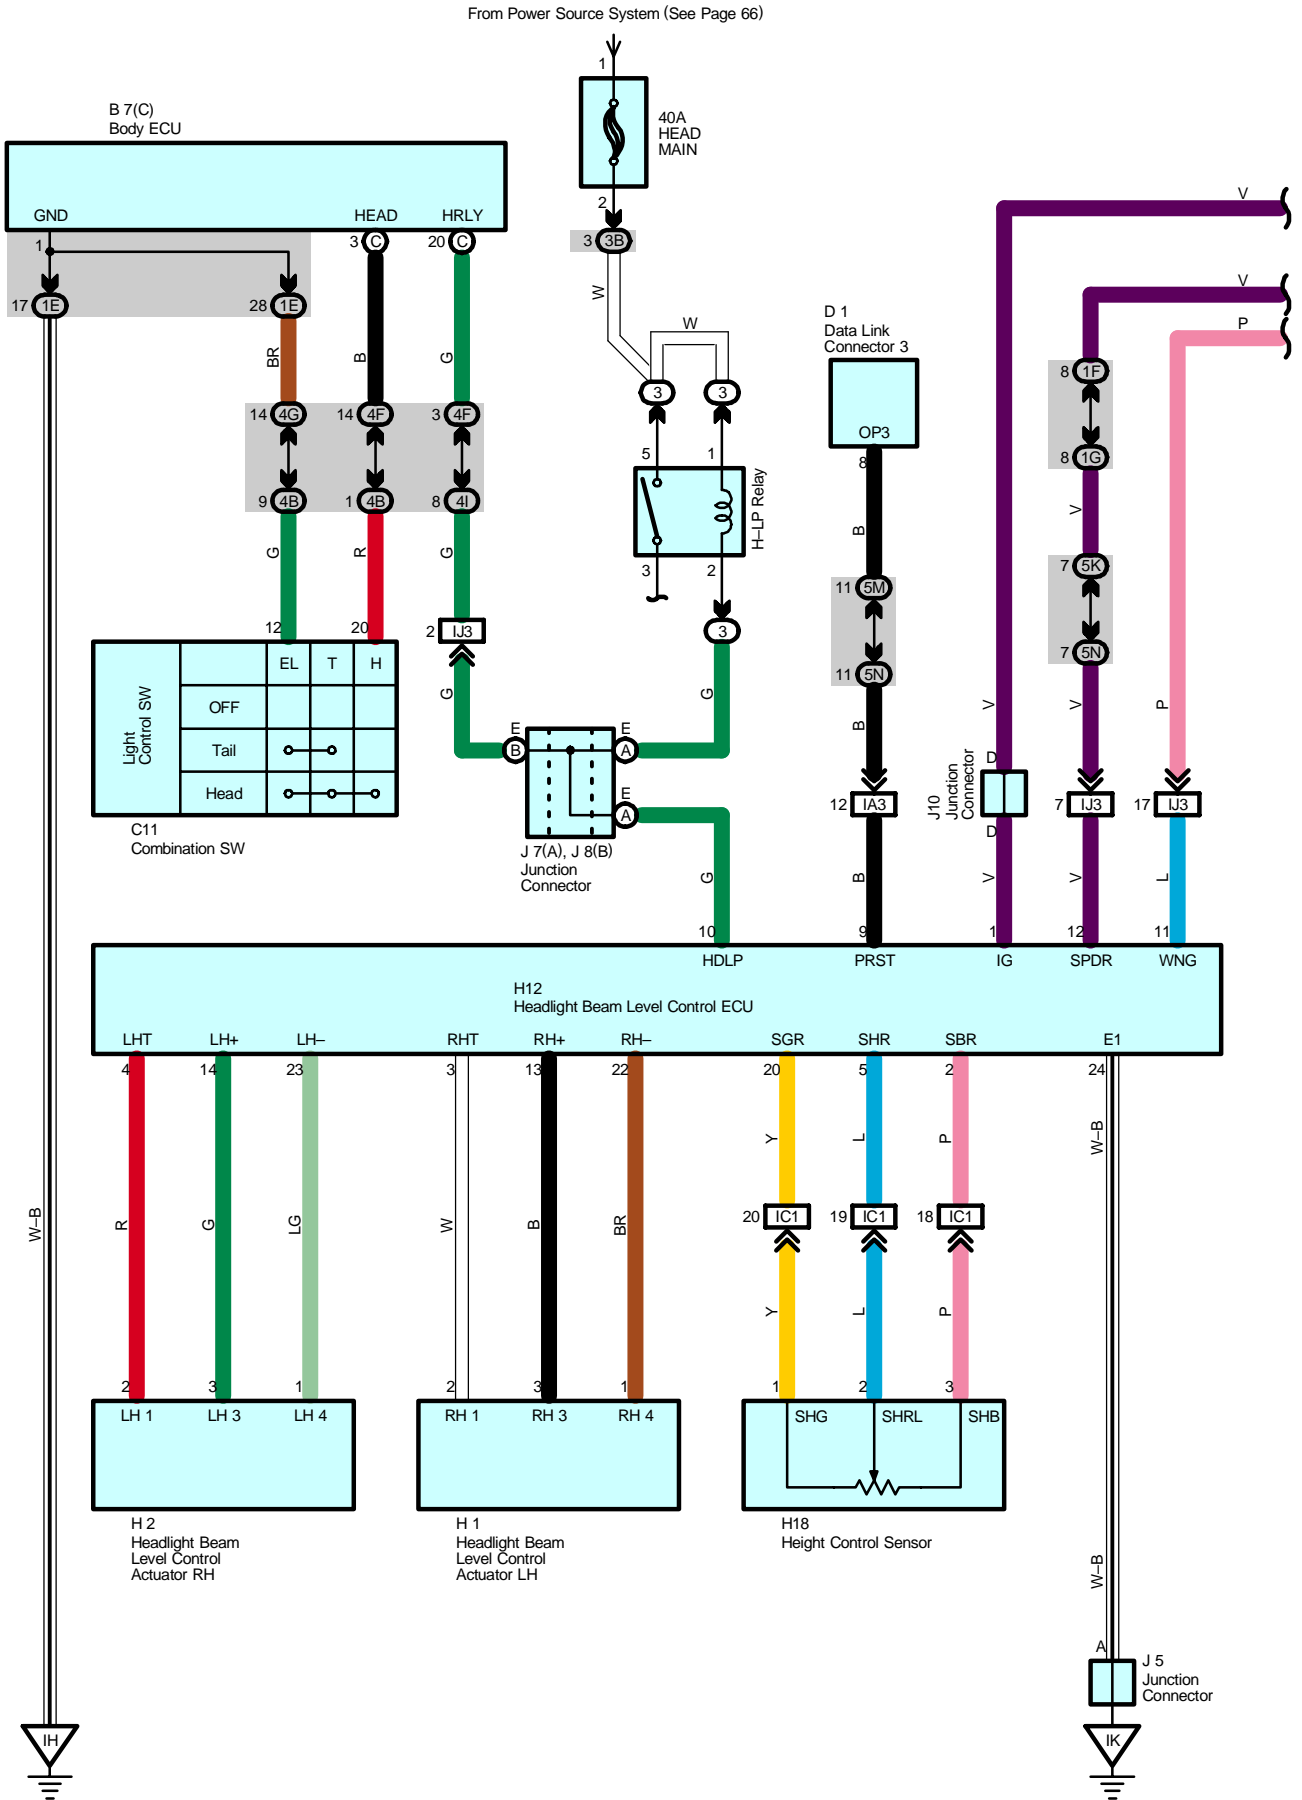 From Power Source System (See Page 66)
1
40A
HEAD
MAIN
2
3 3B
W
W
B 7(C)
Body ECU
GND
HEAD
HRLY
1
3 C
20 C
17 1E
28 1E
BR
B
G
14 4G
14 4F
3 4F
9 4B
1 4B
8 4I
G
R
G
3
3
5
1
H–LP Relay
3
2
3
D 1
Data Link
Connector 3
OP3
8
B
11 5M
11 5N
B
12 IA3
B
V
V
P
8 1F
8 1G
V
7 5K
7 5N
V
V
P
D
J10
Junction
Connector
D
7 IJ3
17 IJ3
V
V
L
12
20
2 IJ3
G
Light
Control SW
EL T H
OFF
Tail
Head
C11
Combination SW
E
B
E
A
E
A
G
G
J 7(A), J 8(B)
Junction
Connector
10
9
1
12
11
HDLP
PRST
IG
SPDR
WNG
H12
Headlight Beam Level Control ECU
LHT
LH+
LH–
RHT
RH+
RH–
SGR
SHR
SBR
E1
4
14
23
3
13
22
20
5
2
24
Y
L
P
W–B
20 IC1
19 IC1
18 IC1
W–B
R
G
LG
W
B
BR
Y
L
P
2
3
1
2
3
1
1
2
3
LH 1
LH 3
LH 4
RH 1
RH 3
RH 4
SHG
SHRL
SHB
H 2
Headlight Beam
Level Control
Actuator RH
H 1
Headlight Beam
Level Control
Actuator LH
H18
Height Control Sensor
W–B
A
J 5
Junction
Connector
IH
IK